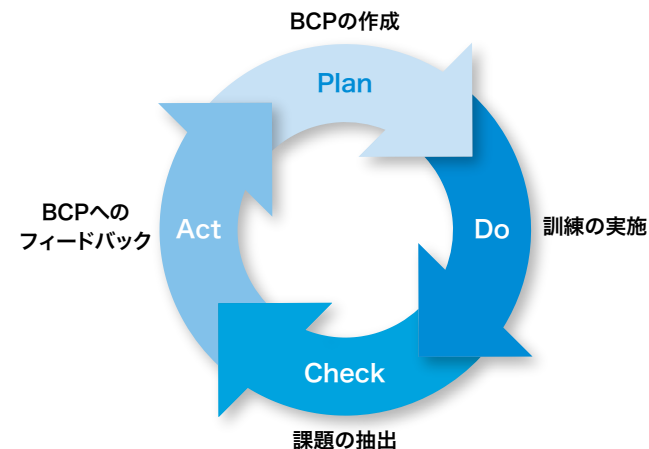 BCPの作成
Plan
Do
訓練の実施
Check
課題の抽出
Act
BCPへの
フィードバック